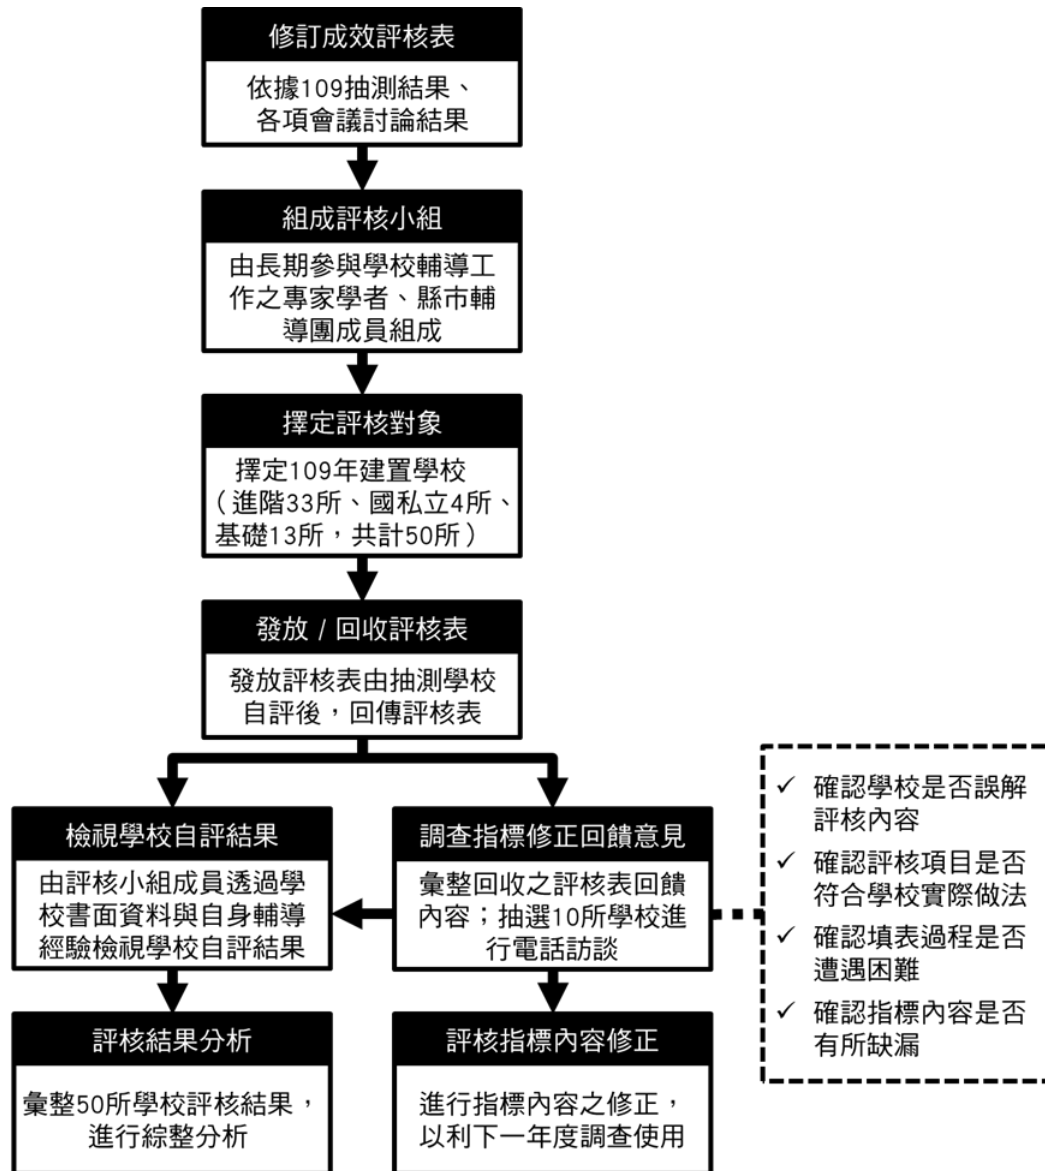 修訂成效評核表
依據109抽測結果、
各項會議討論結果
組成評核小組
由長期參與學校輔導工
作之專家學者、縣市輔
導團成員組成
擇定評核對象
擇定109年建置學校
（進階33所、國私立4所、
基礎13所，共計50所）
發放 / 回收評核表
發放評核表由抽測學校
自評後，回傳評核表
檢視學校自評結果
由評核小組成員透過學
校書面資料與自身輔導
經驗檢視學校自評結果
調查指標修正回饋意見
彙整回收之評核表回饋
內容；抽選10所學校進
行電話訪談
✓ 確認學校是否誤解
評核內容
✓ 確認評核項目是否
符合學校實際做法
✓ 確認填表過程是否
遭遇困難
✓ 確認指標內容是否
有所缺漏
評核結果分析
彙整50所學校評核結果，
進行綜整分析
評核指標內容修正
進行指標內容之修正，
以利下一年度調查使用